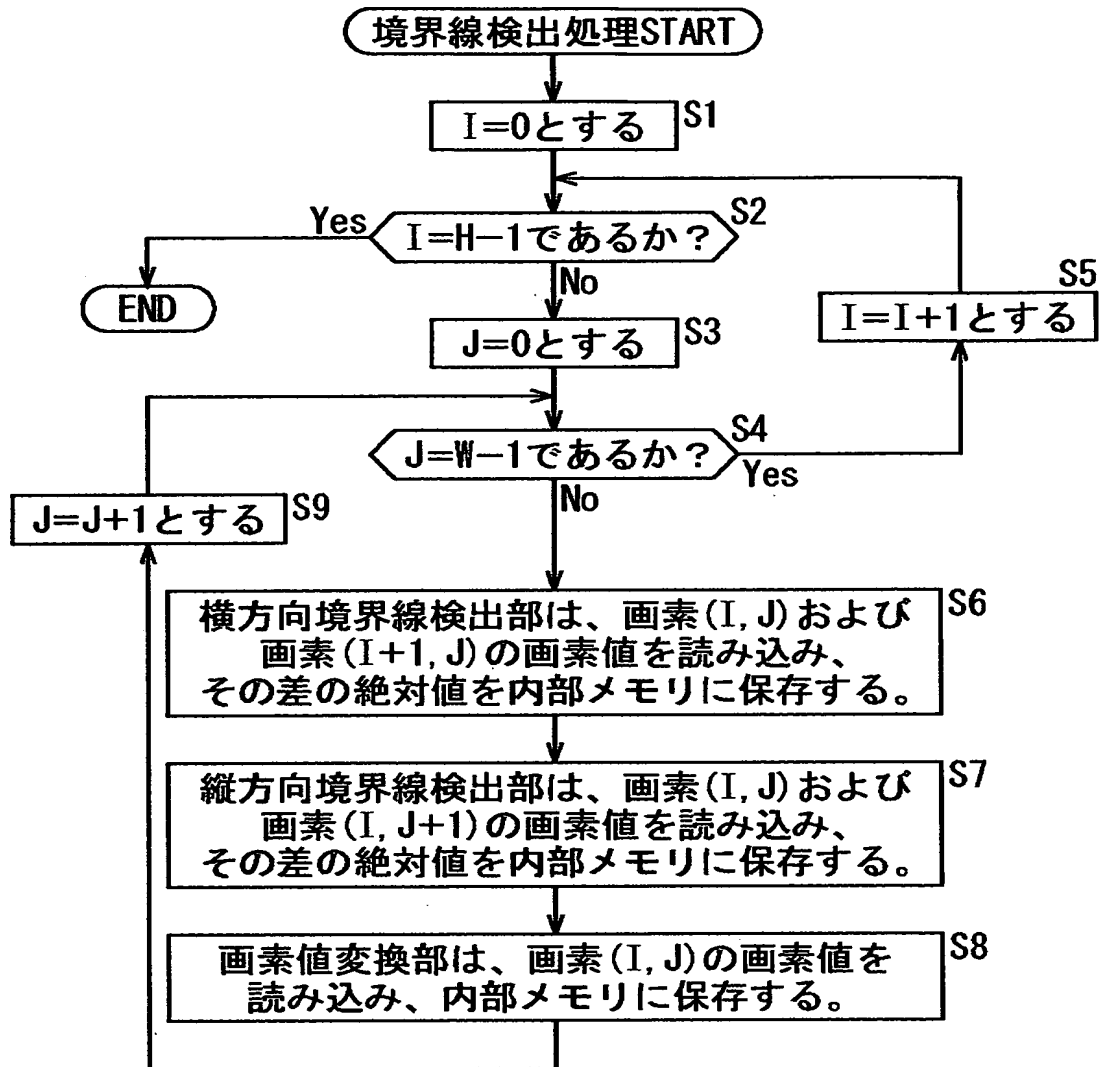 境界線検出処理START
I=0とする
S1
I=H-1であるか?
S2
Yes
No
END
J=0とする
S3
I=I+1とする
S5
J=W-1であるか?
S4
Yes
No
J=J+1とする
S9
横方向境界線検出部は、画素(I,J)および
画素(I+1,J)の画素値を読み込み、
その差の絶対値を内部メモリに保存する。
S6
縦方向境界線検出部は、画素(I,J)および
画素(I,J+1)の画素値を読み込み、
その差の絶対値を内部メモリに保存する。
S7
画素値変換部は、画素(I,J)の画素値を
読み込み、内部メモリに保存する。
S8